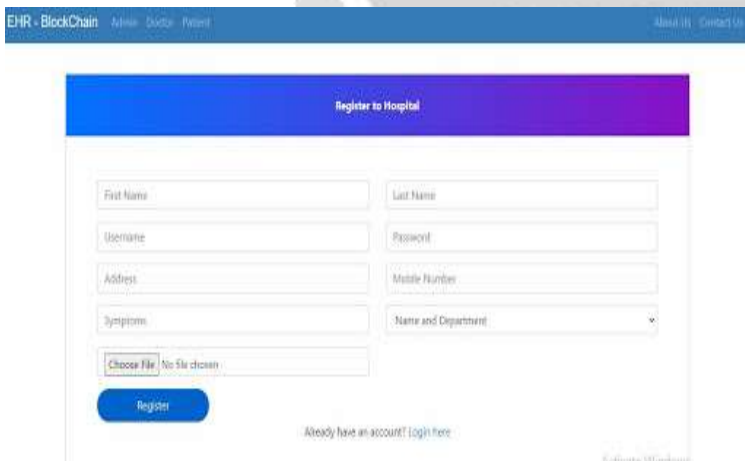 EHR - BlockChain Admin Doctor Patient About Us Contact Us
Register to Hospital
First Name Last Name
Username Password
Address Mobile Number
Symptoms Name and Department
Choose File No file chosen
Register
Already have an account? Login here